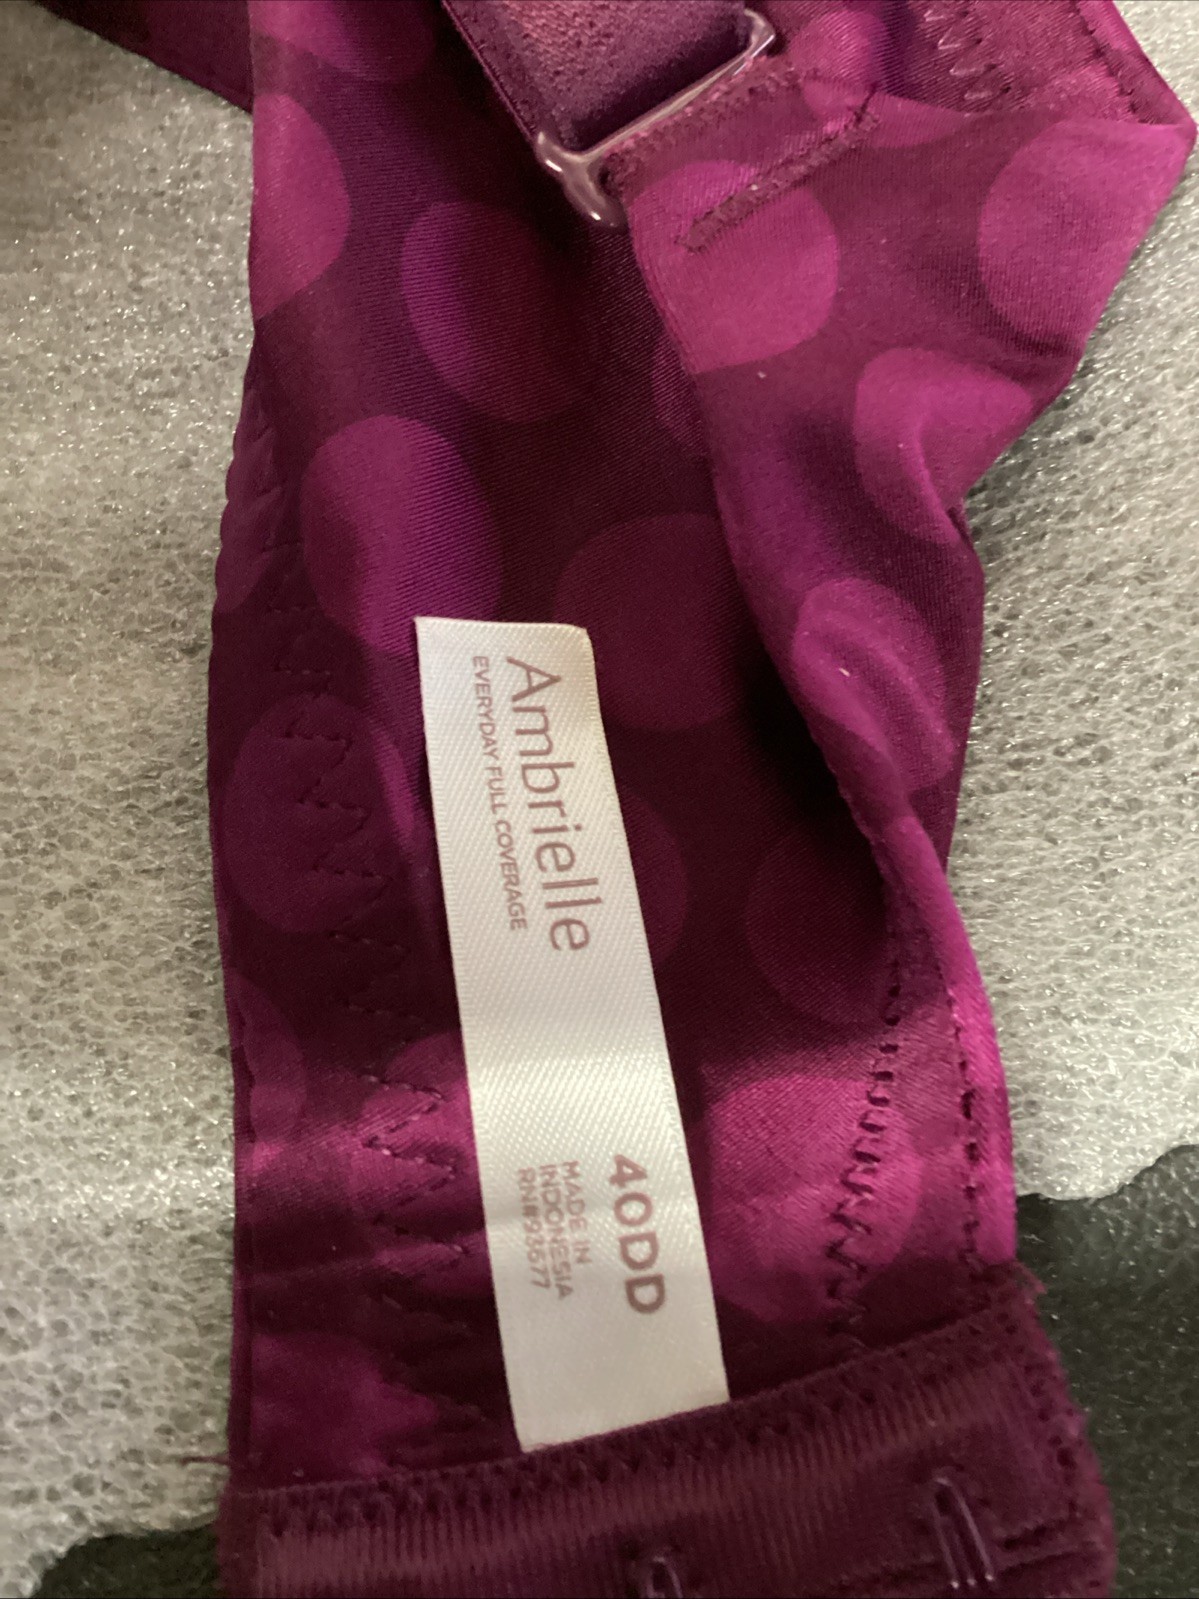 Ambrielle
EVERYDAY FULL COVERAGE
40DD
MADE IN
INDONESIA
RN#93677